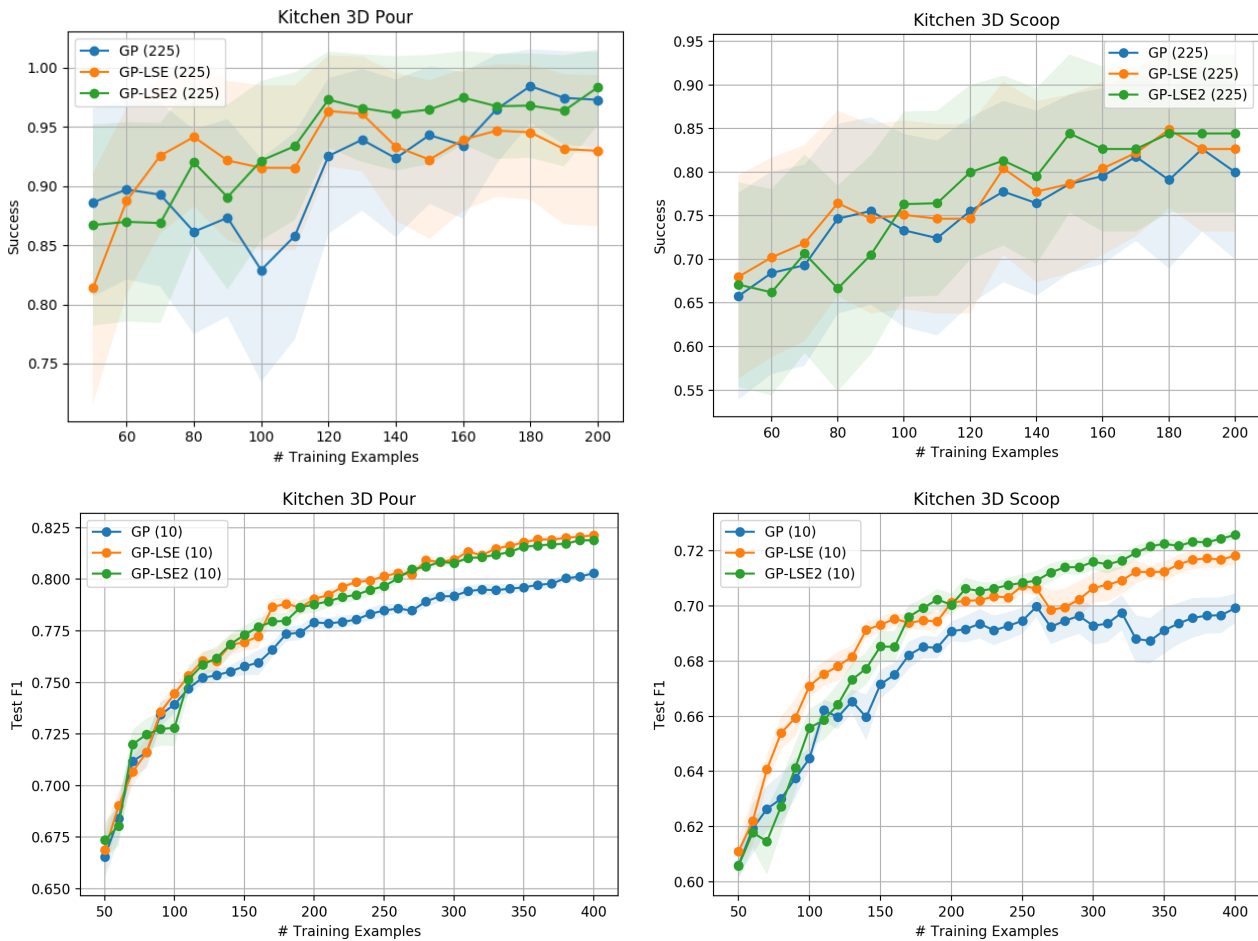 Kitchen 3D Pour
GP (225)
GP-LSE (225)
GP-LSE2 (225)
1.00
0.95
0.90
0.85
0.80
0.75
Success
60 80 100 120 140 160 180 200
# Training Examples
Kitchen 3D Scoop
GP (225)
GP-LSE (225)
GP-LSE2 (225)
0.95
0.90
0.85
0.80
0.75
0.70
0.65
0.60
0.55
Success
60 80 100 120 140 160 180 200
# Training Examples
Kitchen 3D Pour
GP (10)
GP-LSE (10)
GP-LSE2 (10)
0.825
0.800
0.775
0.750
0.725
0.700
0.675
0.650
Test F1
50 100 150 200 250 300 350 400
# Training Examples
Kitchen 3D Scoop
GP (10)
GP-LSE (10)
GP-LSE2 (10)
0.72
0.70
0.68
0.66
0.64
0.62
0.60
Test F1
50 100 150 200 250 300 350 400
# Training Examples